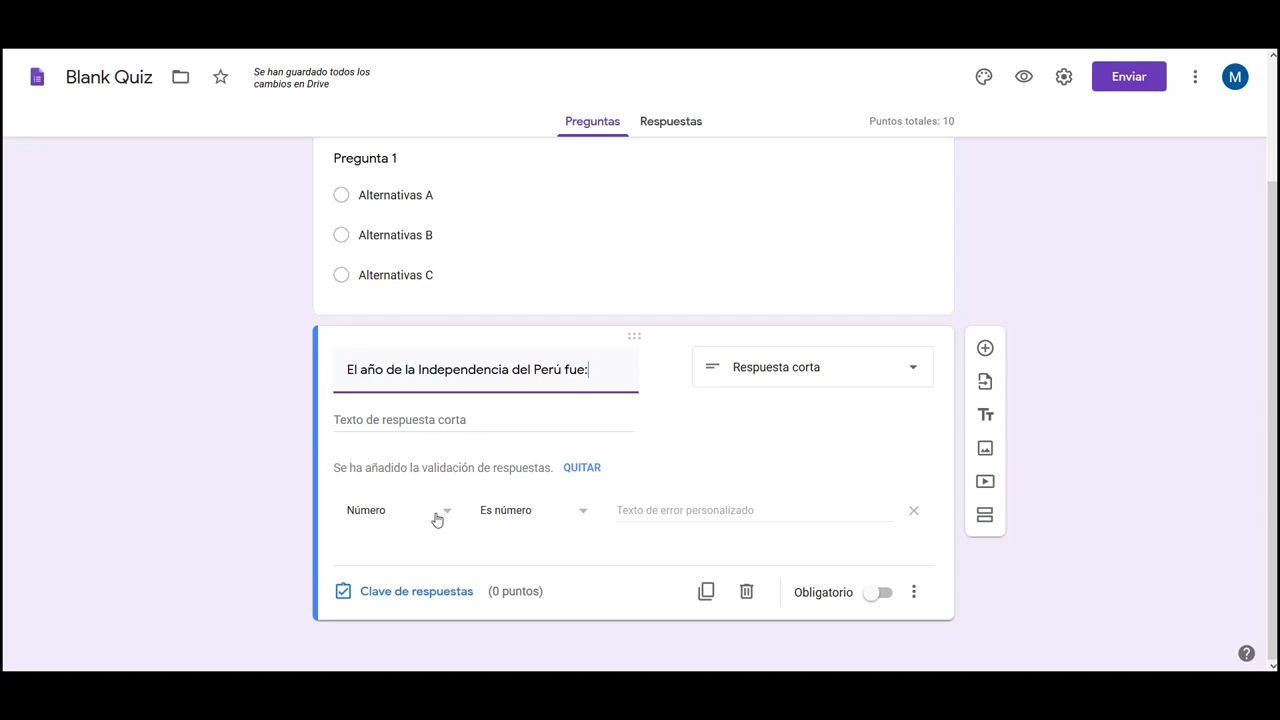 Blank Quiz
Se han guardado todos los
cambios en Drive
Enviar
M
Preguntas
Respuestas
Puntos totales: 10
Pregunta 1
Alternativas A
Alternativas B
Alternativas C
El año de la Independencia del Perú fue:
Respuesta corta
Texto de respuesta corta
Se ha añadido la validación de respuestas. QUITAR
Número
Es número
Texto de error personalizado
Clave de respuestas (0 puntos)
Obligatorio